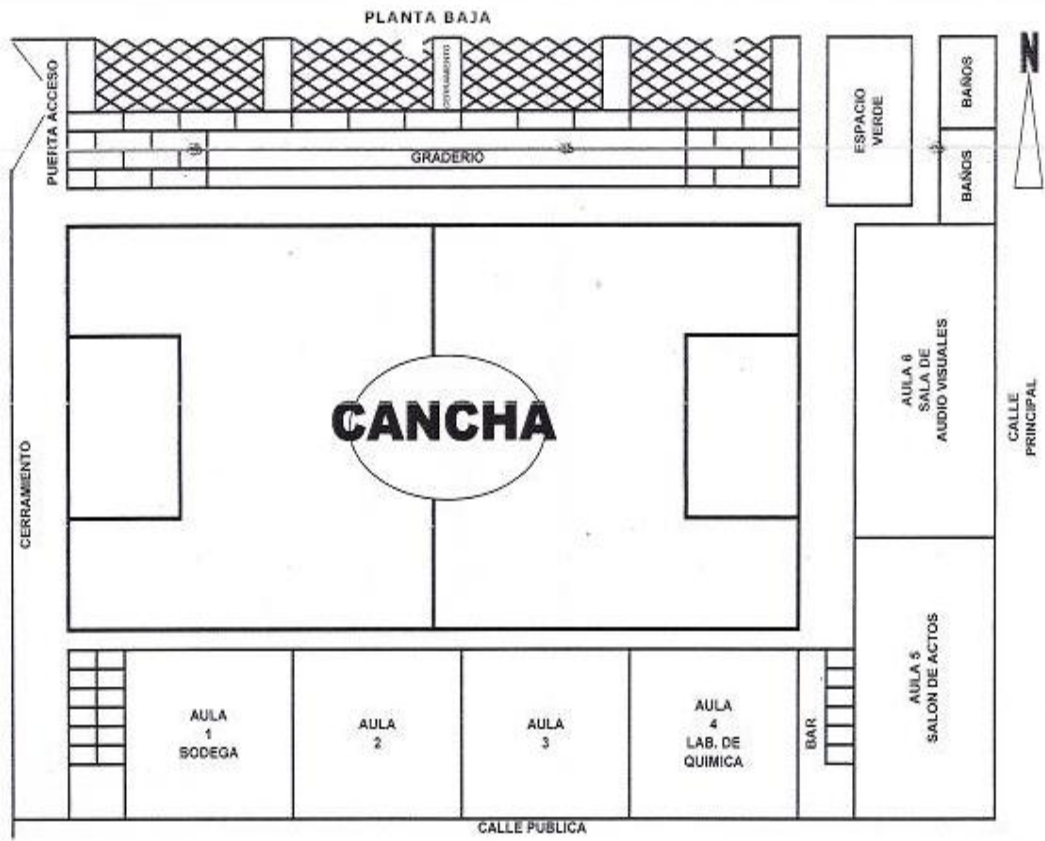 PLANTA BAJA
PUERTA ACCESO
CERRAMIENTO
GRADERIO
ESPACIO
VERDE
BAÑOS
BAÑOS
N
CANCHA
CERRAMIENTO
AULA 6
SALA DE
AUDIO VISUALES
CALLE
PRINCIPAL
AULA
1
BODEGA
AULA
2
AULA
3
AULA
4
LAB. DE
QUIMICA
BAR
AULA 5
SALON DE ACTOS
CALLE PUBLICA